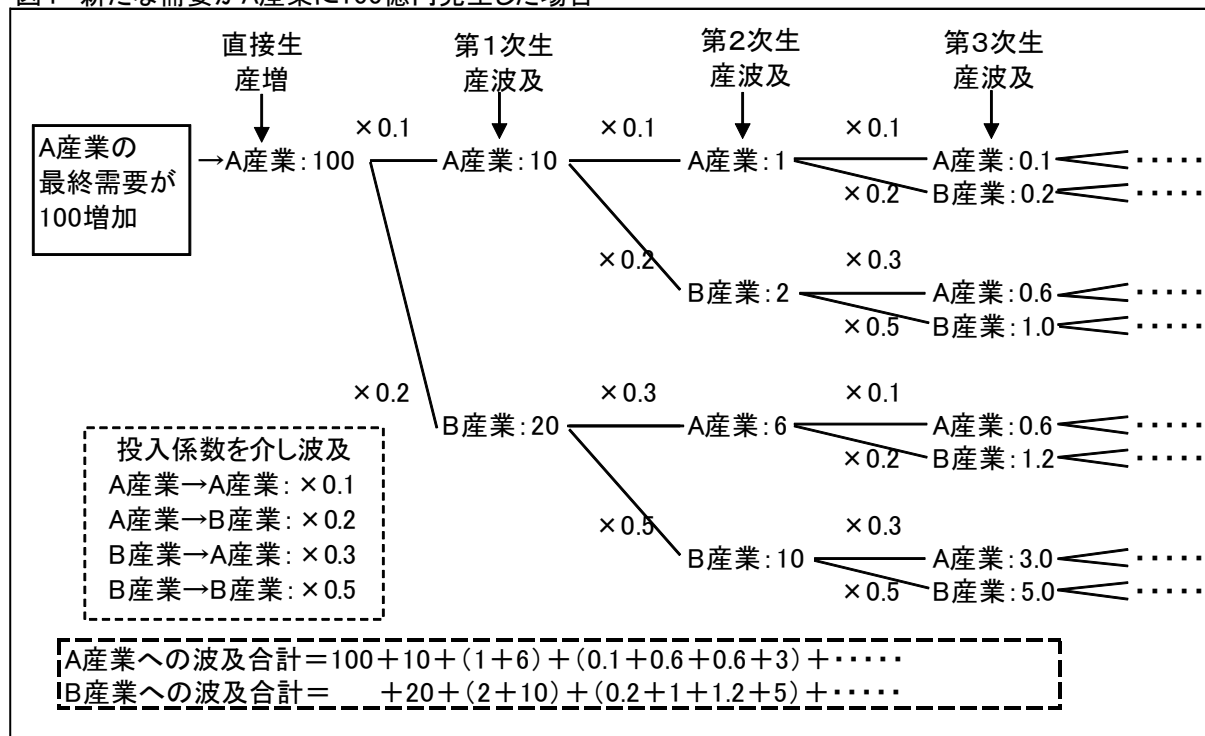 図1 新たな需要がA産業に100億円発生した場合
直接生
産増
第1次生
産波及
第2次生
産波及
第3次生
産波及
×0.1
×0.1
×0.1
A産業の
最終需要が
100増加
→A産業:100
A産業:10
A産業:1
A産業:0.1
・・・・・
×0.2
B産業:0.2
・・・・・
×0.2
×0.3
B産業:2
A産業:0.6
・・・・・
×0.5
B産業:1.0
・・・・・
×0.2
×0.3
×0.1
B産業:20
A産業:6
A産業:0.6
・・・・・
×0.2
B産業:1.2
・・・・・
×0.5
×0.3
B産業:10
A産業:3.0
・・・・・
×0.5
B産業:5.0
・・・・・
投入係数を介し波及
A産業→A産業:×0.1
A産業→B産業:×0.2
B産業→A産業:×0.3
B産業→B産業:×0.5
A産業への波及合計=100+10+(1+6)+(0.1+0.6+0.6+3)+・・・・・
B産業への波及合計= +20+(2+10)+(0.2+1+1.2+5)+・・・・・